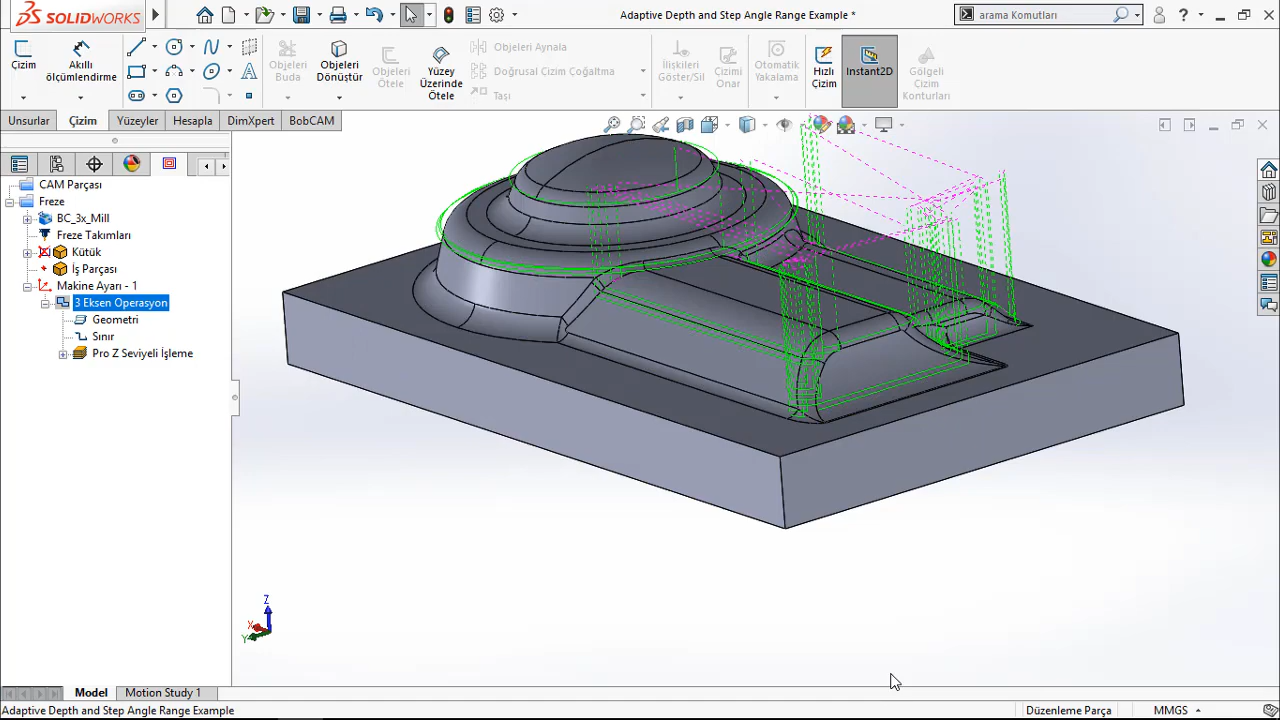 SOLIDWORKS
Adaptive Depth and Step Angle Range Example *
arama Komutları
Çizim
Akıllı ölçümlendirme
Objeleri Buda
Objeleri Dönüştür
Objeleri Ötele
Yüzey Üzerinde Ötele
Objeleri Aynala
Doğrusal Çizim Çoğaltma
Taşı
İlişkileri Göster/Sil
Çizimi Onar
Otomatik Yakalama
Hızlı Çizim
Instant2D
Gölgeli Çizim Konturları
Unsurlar
Çizim
Yüzeyler
Hesapla
DimXpert
BobCAM
CAM Parçası
Freze
BC_3x_Mill
Freze Takımları
Kütük
İş Parçası
Makine Ayarı - 1
3 Eksen Operasyon
Geometri
Sınır
Pro Z Seviyeli İşleme
Z
X
Y
Model
Motion Study 1
Adaptive Depth and Step Angle Range Example
Düzenleme Parça
MMGS